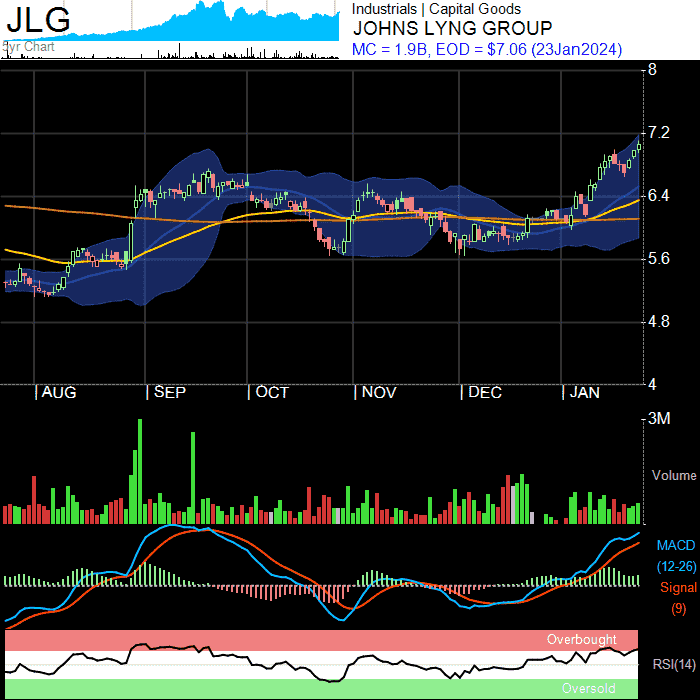 JLG
5yr Chart
Industrials | Capital Goods
JOHNS LYNG GROUP
MC = 1.9B, EOD = $7.06 (23Jan2024)
8
7.2
6.4
5.6
4.8
4
| AUG | SEP | OCT | NOV | DEC | JAN
3M
Volume
MACD
(12-26)
Signal
(9)
Overbought
RSI(14)
Oversold